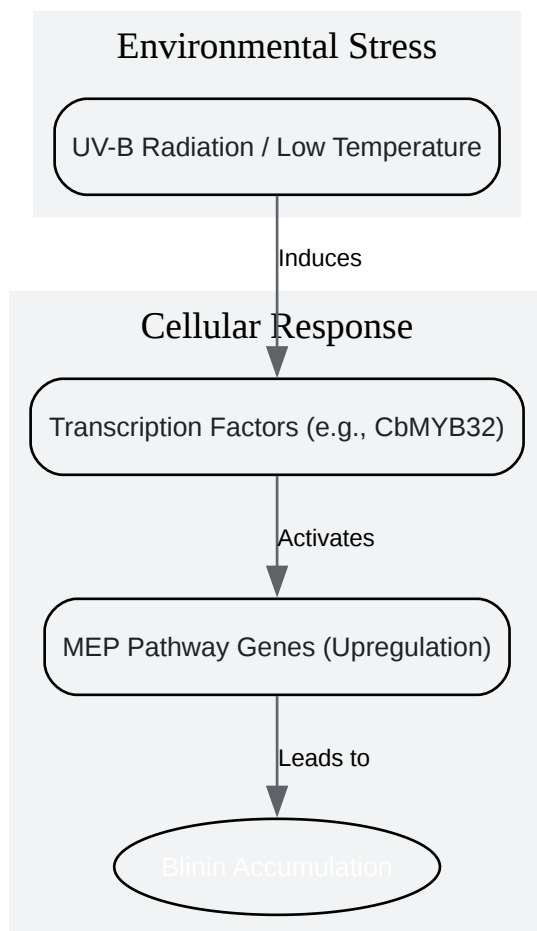 Environmental Stress
UV-B Radiation / Low Temperature
Induces
Cellular Response
Transcription Factors (e.g., CbMYB32)
Activates
MEP Pathway Genes (Upregulation)
Leads to
Blinin Accumulation